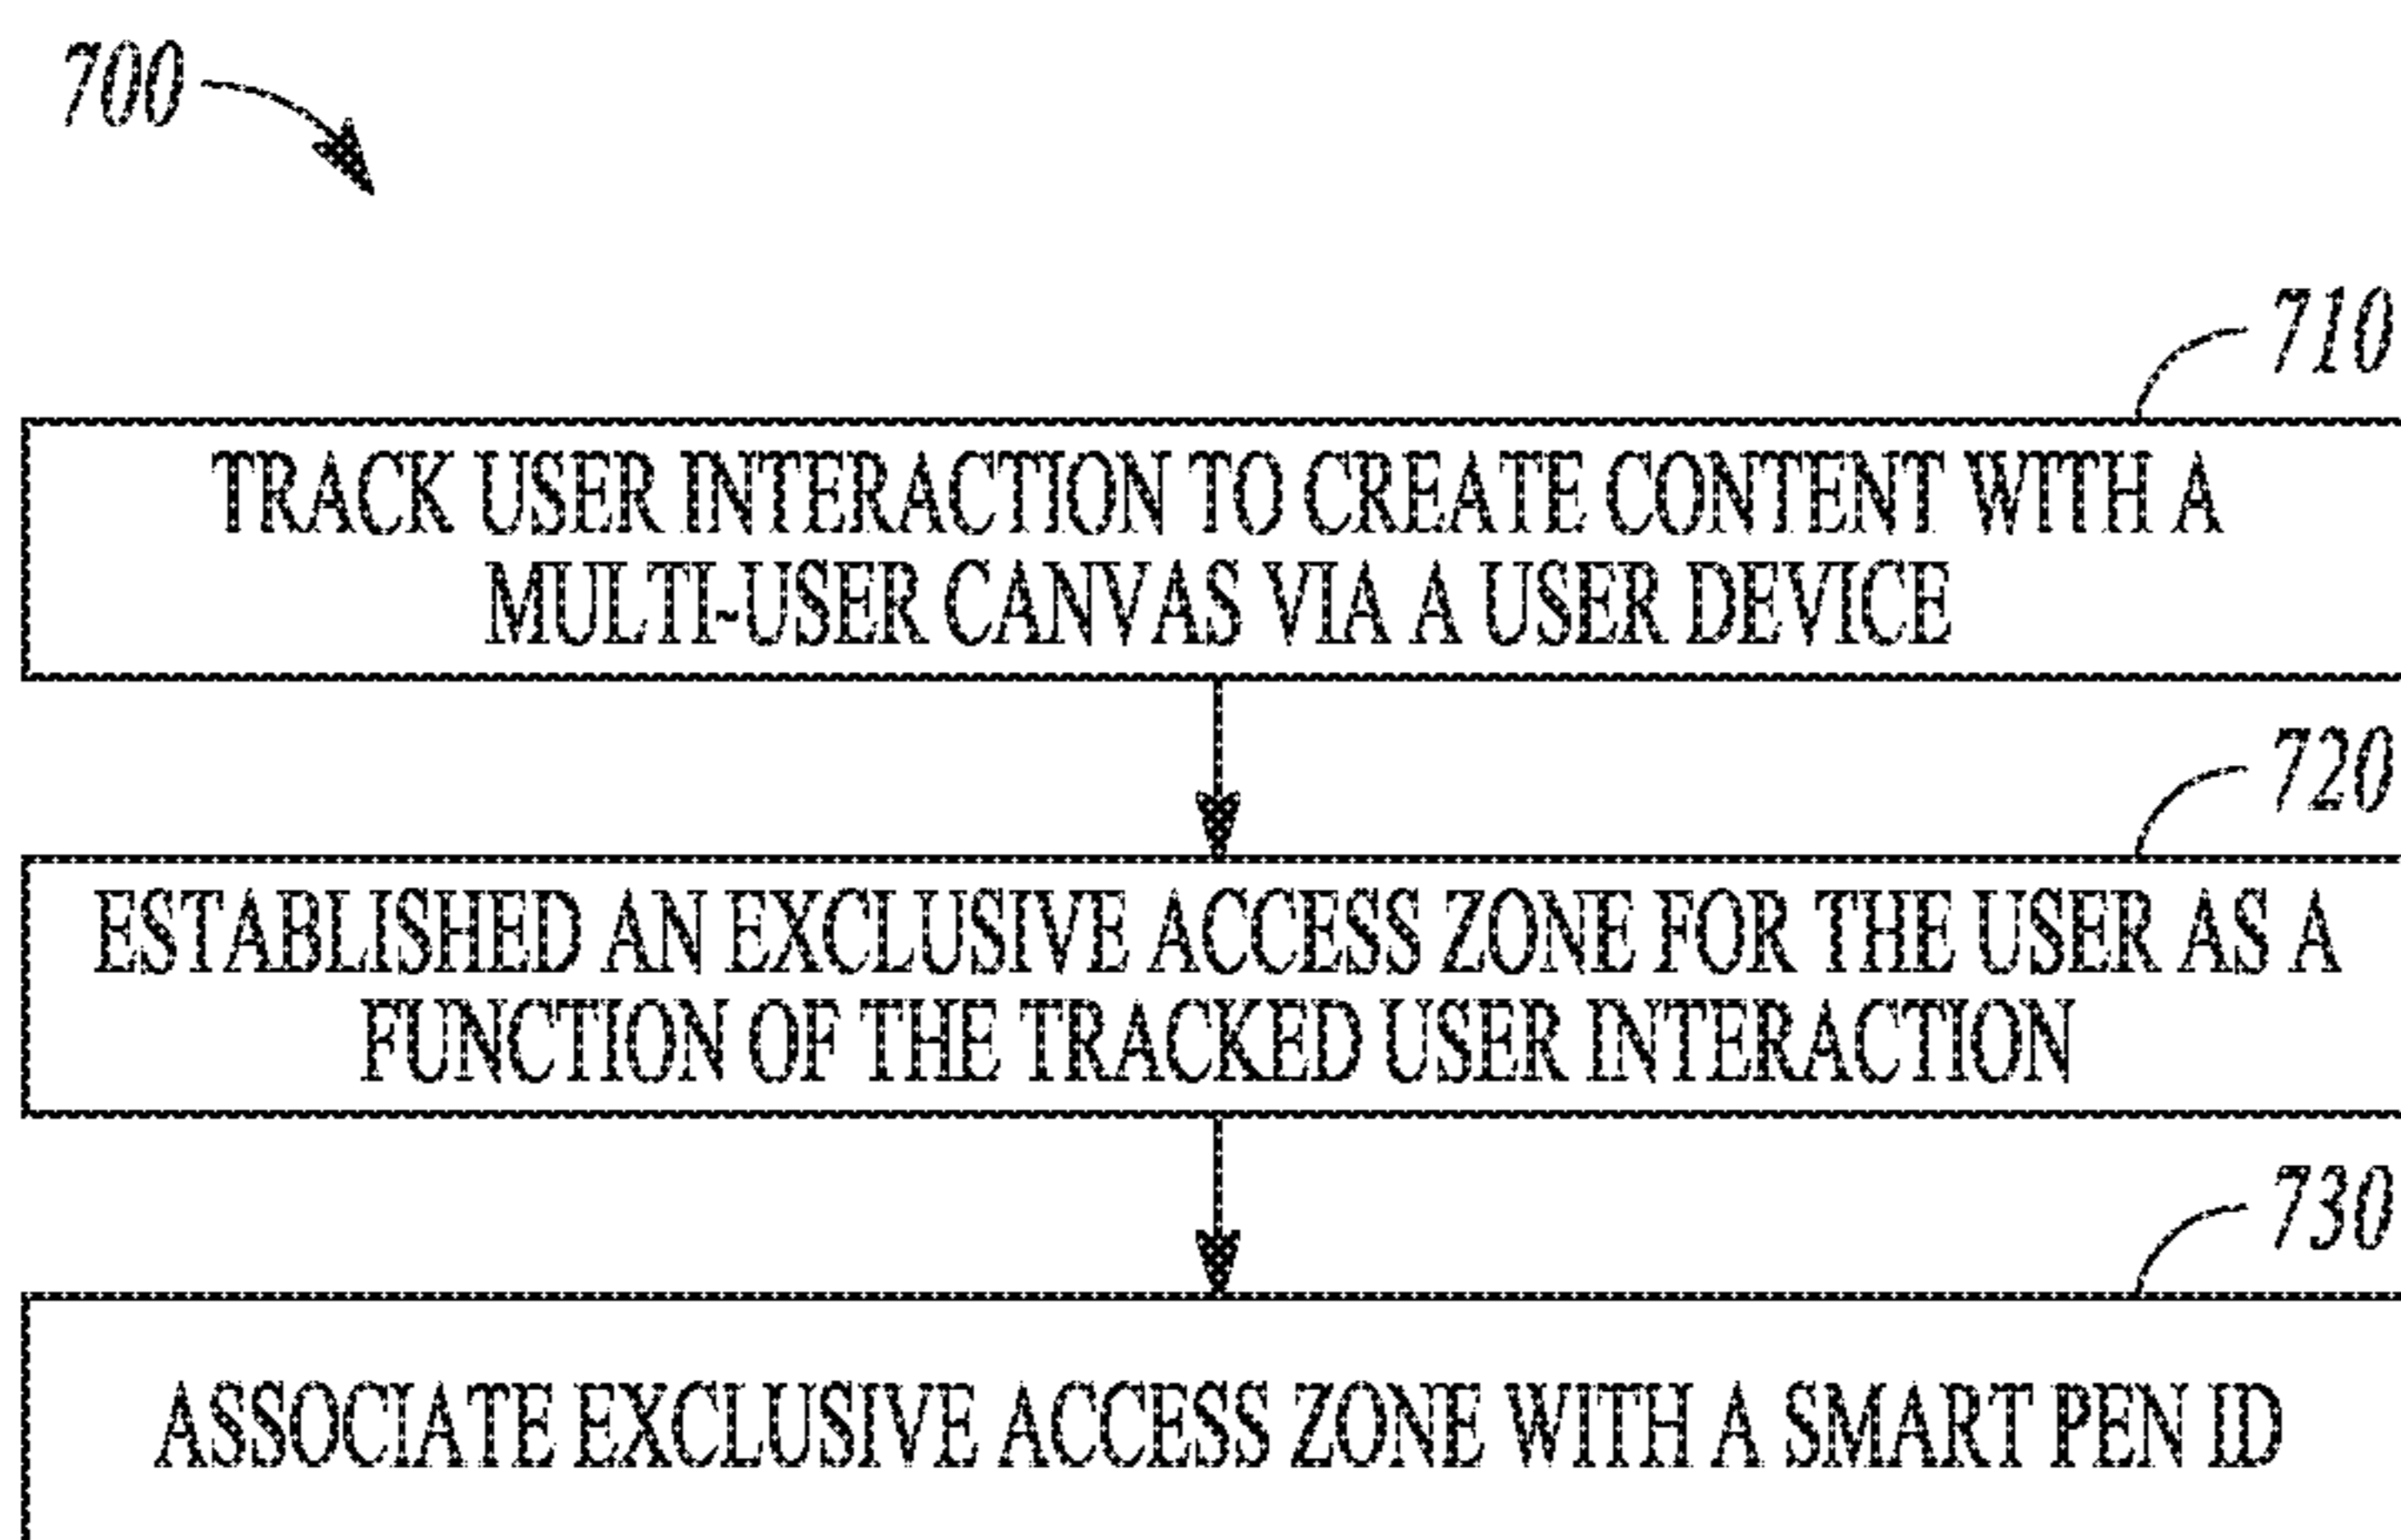 700
710
TRACK USER INTERACTION TO CREATE CONTENT WITH A
MULTI-USER CANVAS VIA A USER DEVICE
720
ESTABLISHED AN EXCLUSIVE ACCESS ZONE FOR THE USER AS A
FUNCTION OF THE TRACKED USER INTERACTION
730
ASSOCIATE EXCLUSIVE ACCESS ZONE WITH A SMART PEN ID